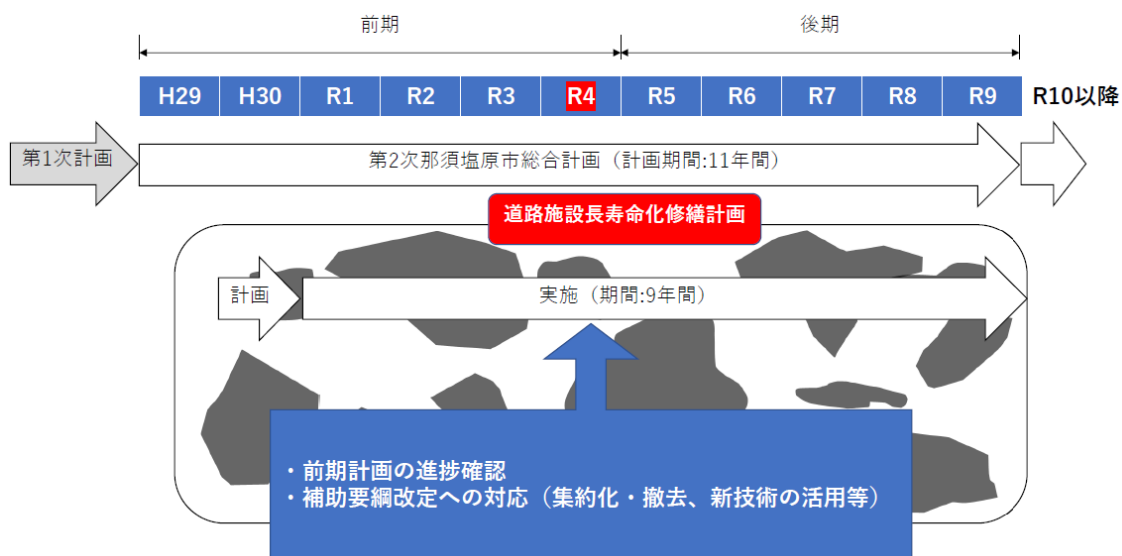 前期
後期
H29 H30 R1 R2 R3 R4 R5 R6 R7 R8 R9 R10以降
第1次計画
第2次那須塩原市総合計画（計画期間:11年間）
道路施設長寿命化修繕計画
計画
実施（期間:9年間）
・前期計画の進捗確認
・補助要綱改定への対応（集約化・撤去、新技術の活用等）